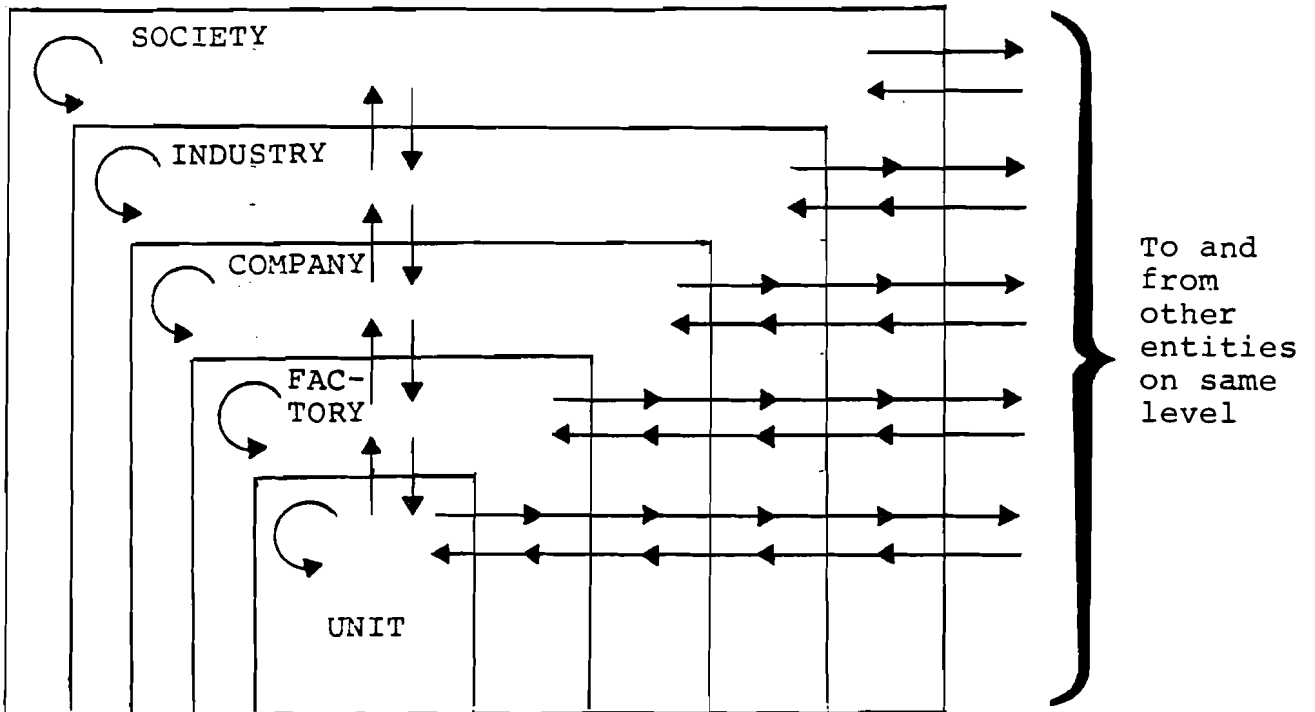 SOCIETY
INDUSTRY
COMPANY
FAC-
TORY
UNIT
To and
from
other
entities
on same
level